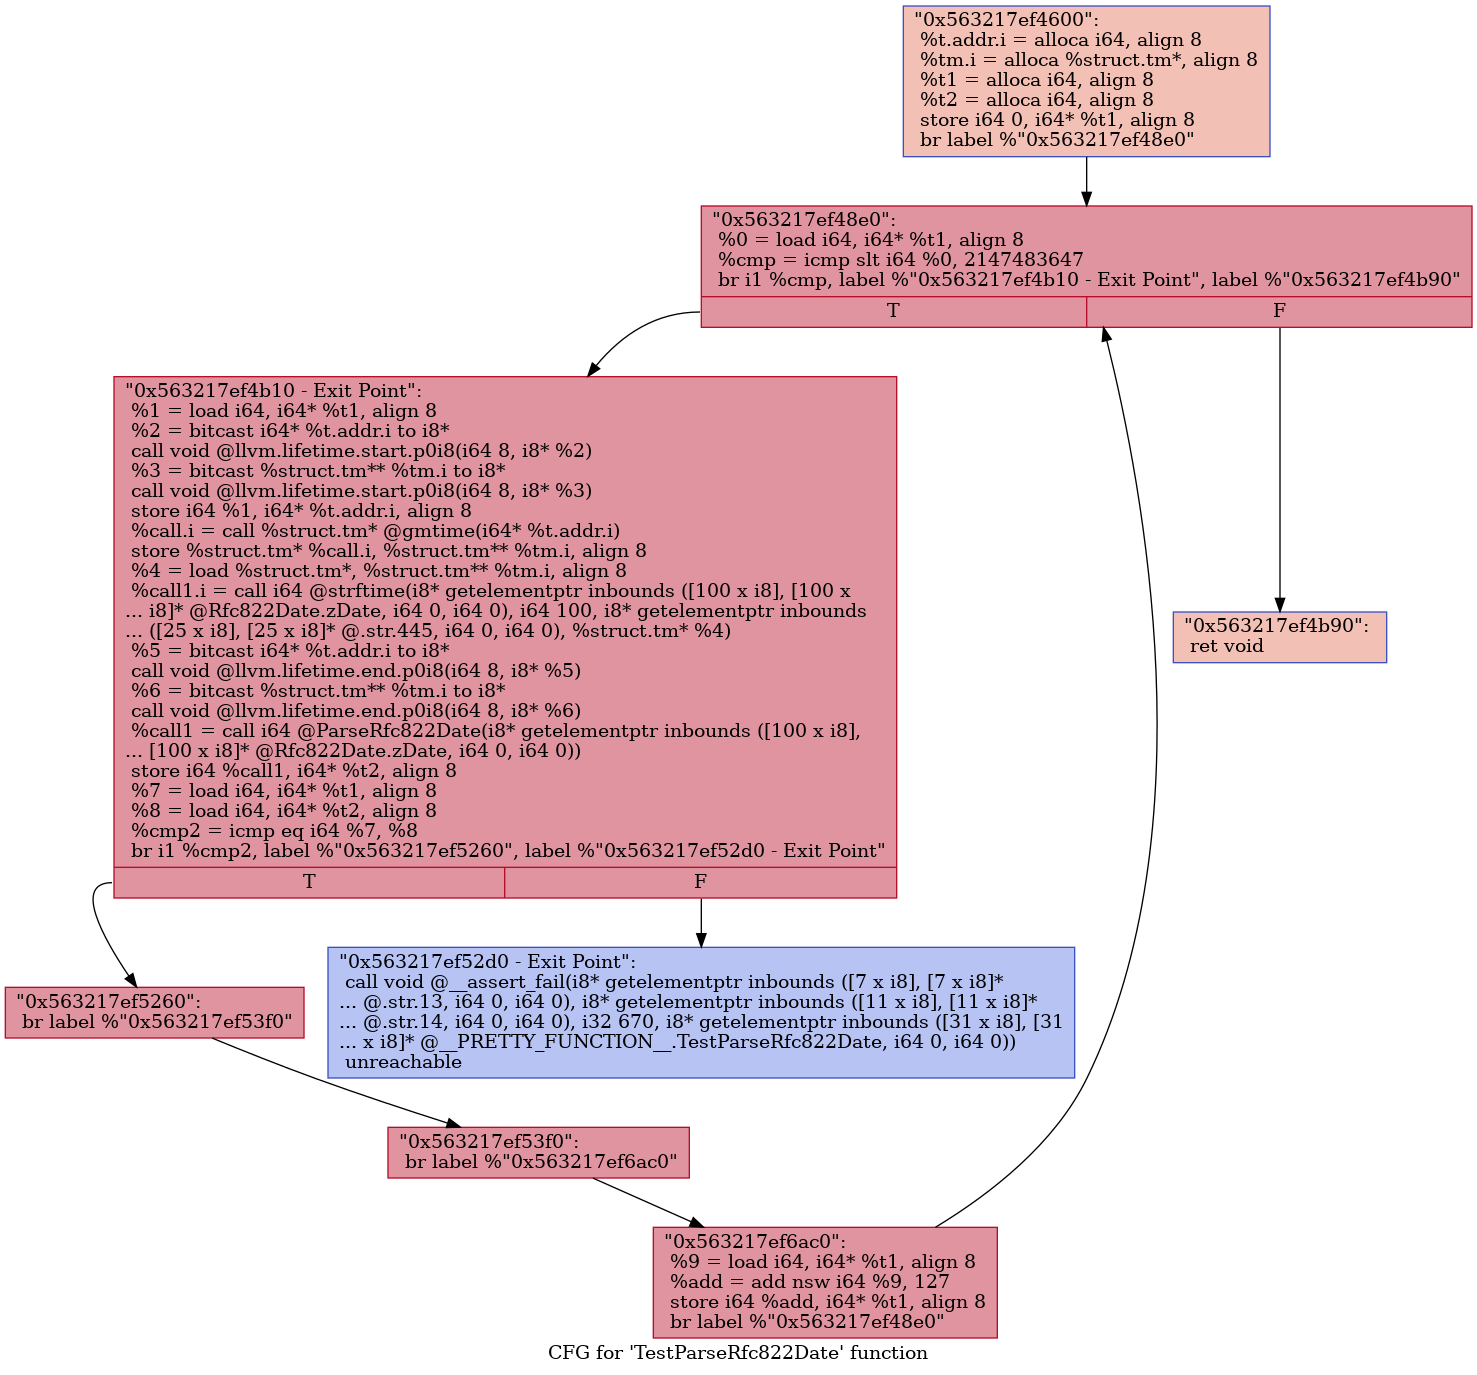 "0x563217ef4600":
%t.addr.i = alloca i64, align 8
%tm.i = alloca %struct.tm*, align 8
%t1 = alloca i64, align 8
%t2 = alloca i64, align 8
store i64 0, i64* %t1, align 8
br label %"0x563217ef48e0"
"0x563217ef48e0":
%0 = load i64, i64* %t1, align 8
%cmp = icmp slt i64 %0, 2147483647
br i1 %cmp, label %"0x563217ef4b10 - Exit Point", label %"0x563217ef4b90"
T
F
"0x563217ef4b10 - Exit Point":
%1 = load i64, i64* %t1, align 8
%2 = bitcast i64* %t.addr.i to i8*
call void @llvm.lifetime.start.p0i8(i64 8, i8* %2)
%3 = bitcast %struct.tm** %tm.i to i8*
call void @llvm.lifetime.start.p0i8(i64 8, i8* %3)
store i64 %1, i64* %t.addr.i, align 8
%call.i = call %struct.tm* @gmtime(i64* %t.addr.i)
store %struct.tm* %call.i, %struct.tm** %tm.i, align 8
%4 = load %struct.tm*, %struct.tm** %tm.i, align 8
%call1.i = call i64 @strftime(i8* getelementptr inbounds ([100 x i8], [100 x
... i8]* @Rfc822Date.zDate, i64 0, i64 0), i64 100, i8* getelementptr inbounds
... ([25 x i8], [25 x i8]* @.str.445, i64 0, i64 0), %struct.tm* %4)
%5 = bitcast i64* %t.addr.i to i8*
call void @llvm.lifetime.end.p0i8(i64 8, i8* %5)
%6 = bitcast %struct.tm** %tm.i to i8*
call void @llvm.lifetime.end.p0i8(i64 8, i8* %6)
%call1 = call i64 @ParseRfc822Date(i8* getelementptr inbounds ([100 x i8],
... [100 x i8]* @Rfc822Date.zDate, i64 0, i64 0))
store i64 %call1, i64* %t2, align 8
%7 = load i64, i64* %t1, align 8
%8 = load i64, i64* %t2, align 8
%cmp2 = icmp eq i64 %7, %8
br i1 %cmp2, label %"0x563217ef5260", label %"0x563217ef52d0 - Exit Point"
T
F
"0x563217ef4b90":
ret void
"0x563217ef52d0 - Exit Point":
call void @__assert_fail(i8* getelementptr inbounds ([7 x i8], [7 x i8]*
... @.str.13, i64 0, i64 0), i8* getelementptr inbounds ([11 x i8], [11 x i8]*
... @.str.14, i64 0, i64 0), i32 670, i8* getelementptr inbounds ([31 x i8], [31
... x i8]* @__PRETTY_FUNCTION__.TestParseRfc822Date, i64 0, i64 0))
unreachable
"0x563217ef5260":
br label %"0x563217ef53f0"
"0x563217ef53f0":
br label %"0x563217ef6ac0"
"0x563217ef6ac0":
%9 = load i64, i64* %t1, align 8
%add = add nsw i64 %9, 127
store i64 %add, i64* %t1, align 8
br label %"0x563217ef48e0"
CFG for 'TestParseRfc822Date' function